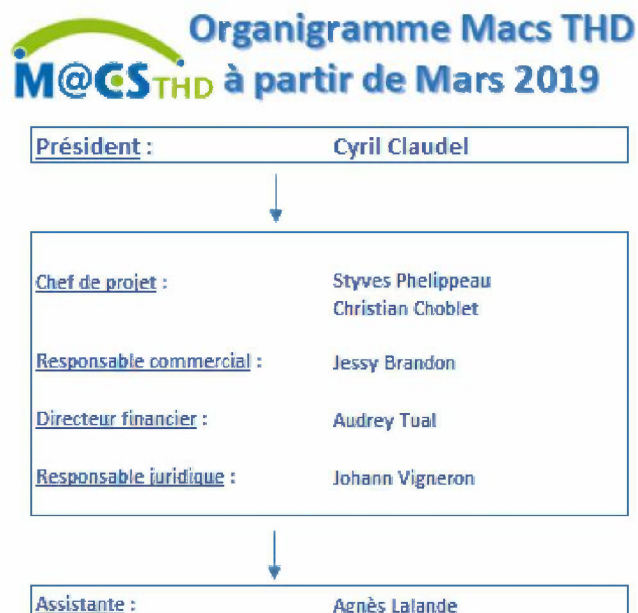 Organigramme Macs THD
M@CS THD à partir de Mars 2019
Président : Cyril Claudel
Chef de projet : Styves Phelippeau
Christian Choblet
Responsable commercial : Jessy Brandon
Directeur financier : Audrey Tual
Responsable juridique : Johann Vigneron
Assistante : Agnès Lalande